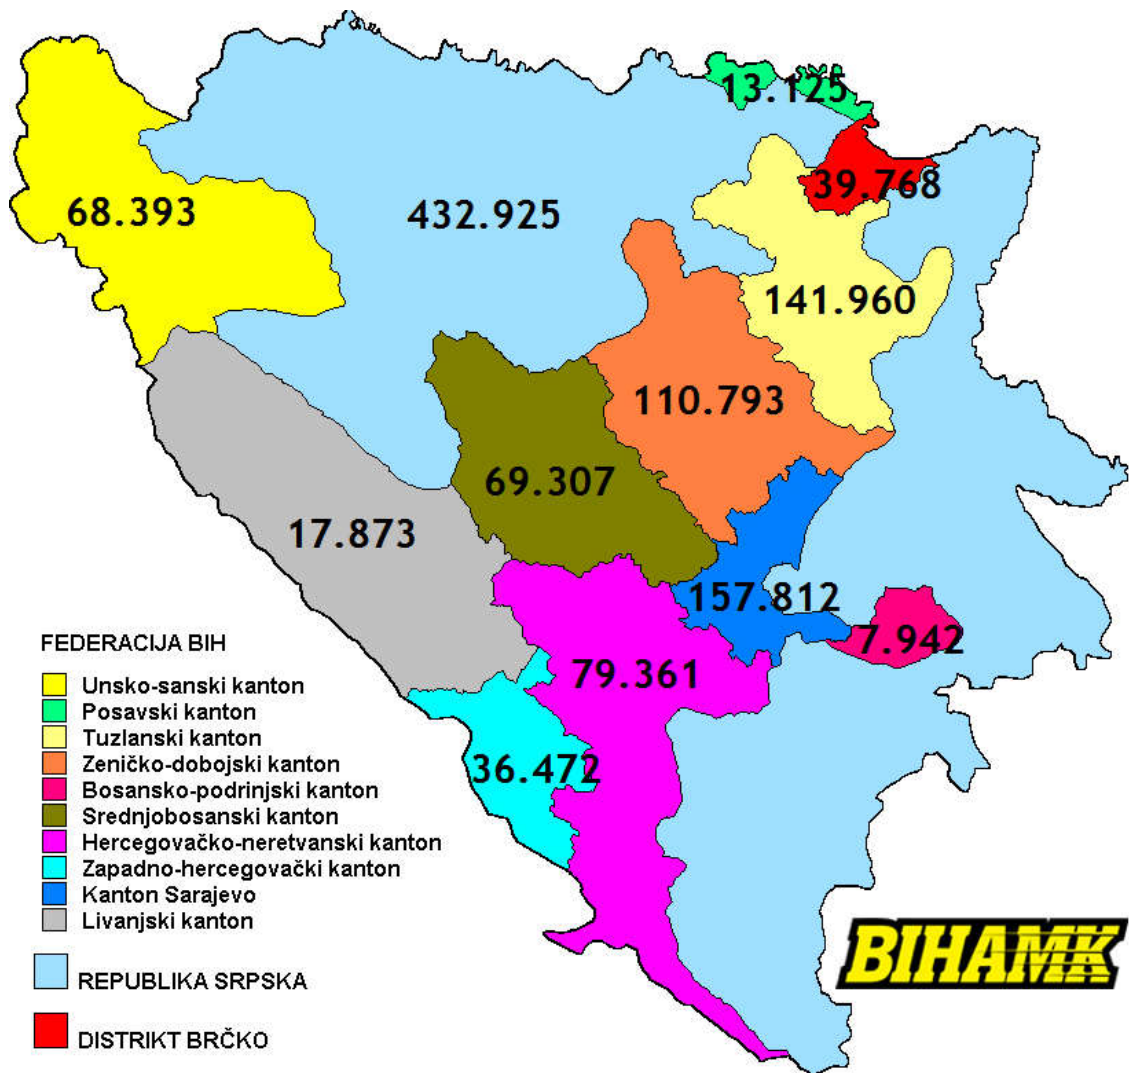 13.125
39.768
68.393
432.925
141.960
110.793
69.307
17.873
157.812
7.942
79.361
36.472
FEDERACIJA BIH
Unsko-sanski kanton
Posavski kanton
Tuzlanski kanton
Zeničko-dobojski kanton
Bosansko-podrinjski kanton
Srednjobosanski kanton
Hercegovačko-neretvanski kanton
Zapadno-hercegovački kanton
Kanton Sarajevo
Livanjski kanton
REPUBLIKA SRPSKA
DISTRIKT BRČKO
BIHAMK